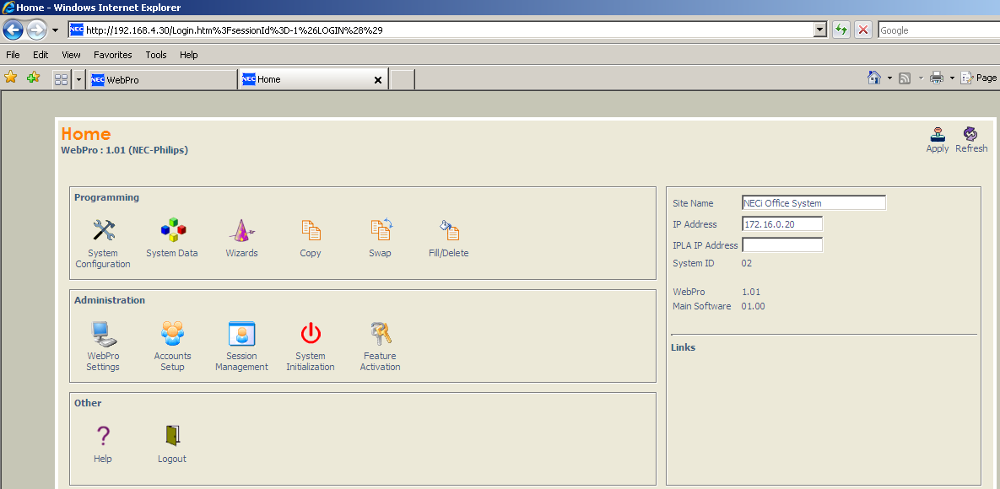 Home - Windows Internet Explorer
NEC http://192.168.4.30/Login.htm%3FsessionId%3D-1%26LOGIN%28%29
Google
File Edit View Favorites Tools Help
NEC WebPro
NEC Home
Page
Home
WebPro : 1.01 (NEC-Philips)
Apply Refresh
Programming
System Configuration
System Data
Wizards
Copy
Swap
Fill/Delete
Administration
WebPro Settings
Accounts Setup
Session Management
System Initialization
Feature Activation
Other
? Help
Logout
Site Name NECi Office System
IP Address 172.16.0.20
IPLA IP Address
System ID 02
WebPro 1.01
Main Software 01.00
Links